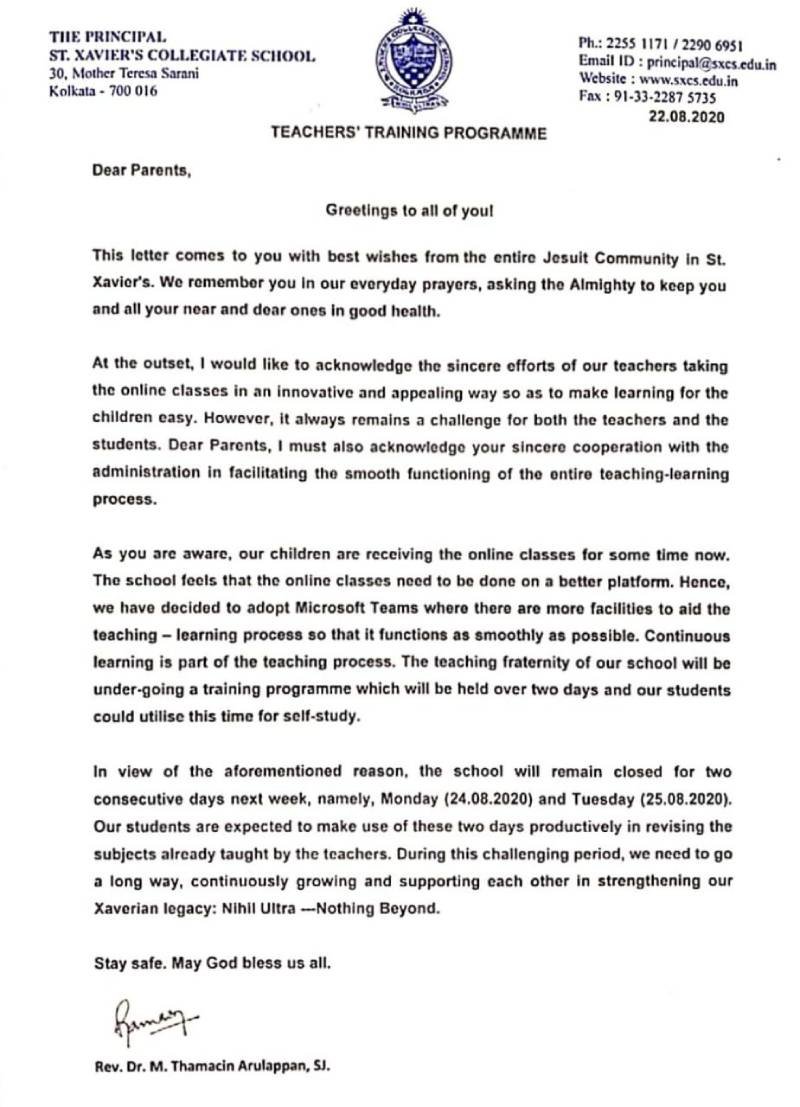 THE PRINCIPAL
ST. XAVIER'S COLLEGIATE SCHOOL
30, Mother Teresa Sarani
Kolkata - 700 016
Ph.: 2255 1171 / 2290 6951
Email ID : principal@sxcs.edu.in
Website : www.sxcs.edu.in
Fax : 91-33-2287 5735
22.08.2020
TEACHERS' TRAINING PROGRAMME
Dear Parents,
Greetings to all of you!
This letter comes to you with best wishes from the entire Jesuit Community in St.
Xavier's. We remember you in our everyday prayers, asking the Almighty to keep you
and all your near and dear ones in good health.
At the outset, I would like to acknowledge the sincere efforts of our teachers taking
the online classes in an innovative and appealing way so as to make learning for the
children easy. However, it always remains a challenge for both the teachers and the
students. Dear Parents, I must also acknowledge your sincere cooperation with the
administration in facilitating the smooth functioning of the entire teaching-learning
process.
As you are aware, our children are receiving the online classes for some time now.
The school feels that the online classes need to be done on a better platform. Hence,
we have decided to adopt Microsoft Teams where there are more facilities to aid the
teaching – learning process so that it functions as smoothly as possible. Continuous
learning is part of the teaching process. The teaching fraternity of our school will be
under-going a training programme which will be held over two days and our students
could utilise this time for self-study.
In view of the aforementioned reason, the school will remain closed for two
consecutive days next week, namely, Monday (24.08.2020) and Tuesday (25.08.2020).
Our students are expected to make use of these two days productively in revising the
subjects already taught by the teachers. During this challenging period, we need to go
a long way, continuously growing and supporting each other in strengthening our
Xaverian legacy: Nihil Ultra ---Nothing Beyond.
Stay safe. May God bless us all.
Rev. Dr. M. Thamacin Arulappan, SJ.